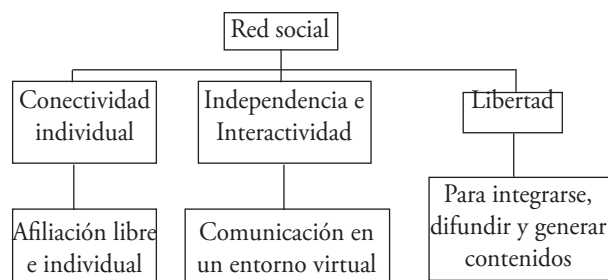 Red social
Conectividad
individual
Independencia e
Interactividad
Libertad
Afiliación libre
e individual
Comunicación en
un entorno virtual
Para integrarse,
difundir y generar
contenidos